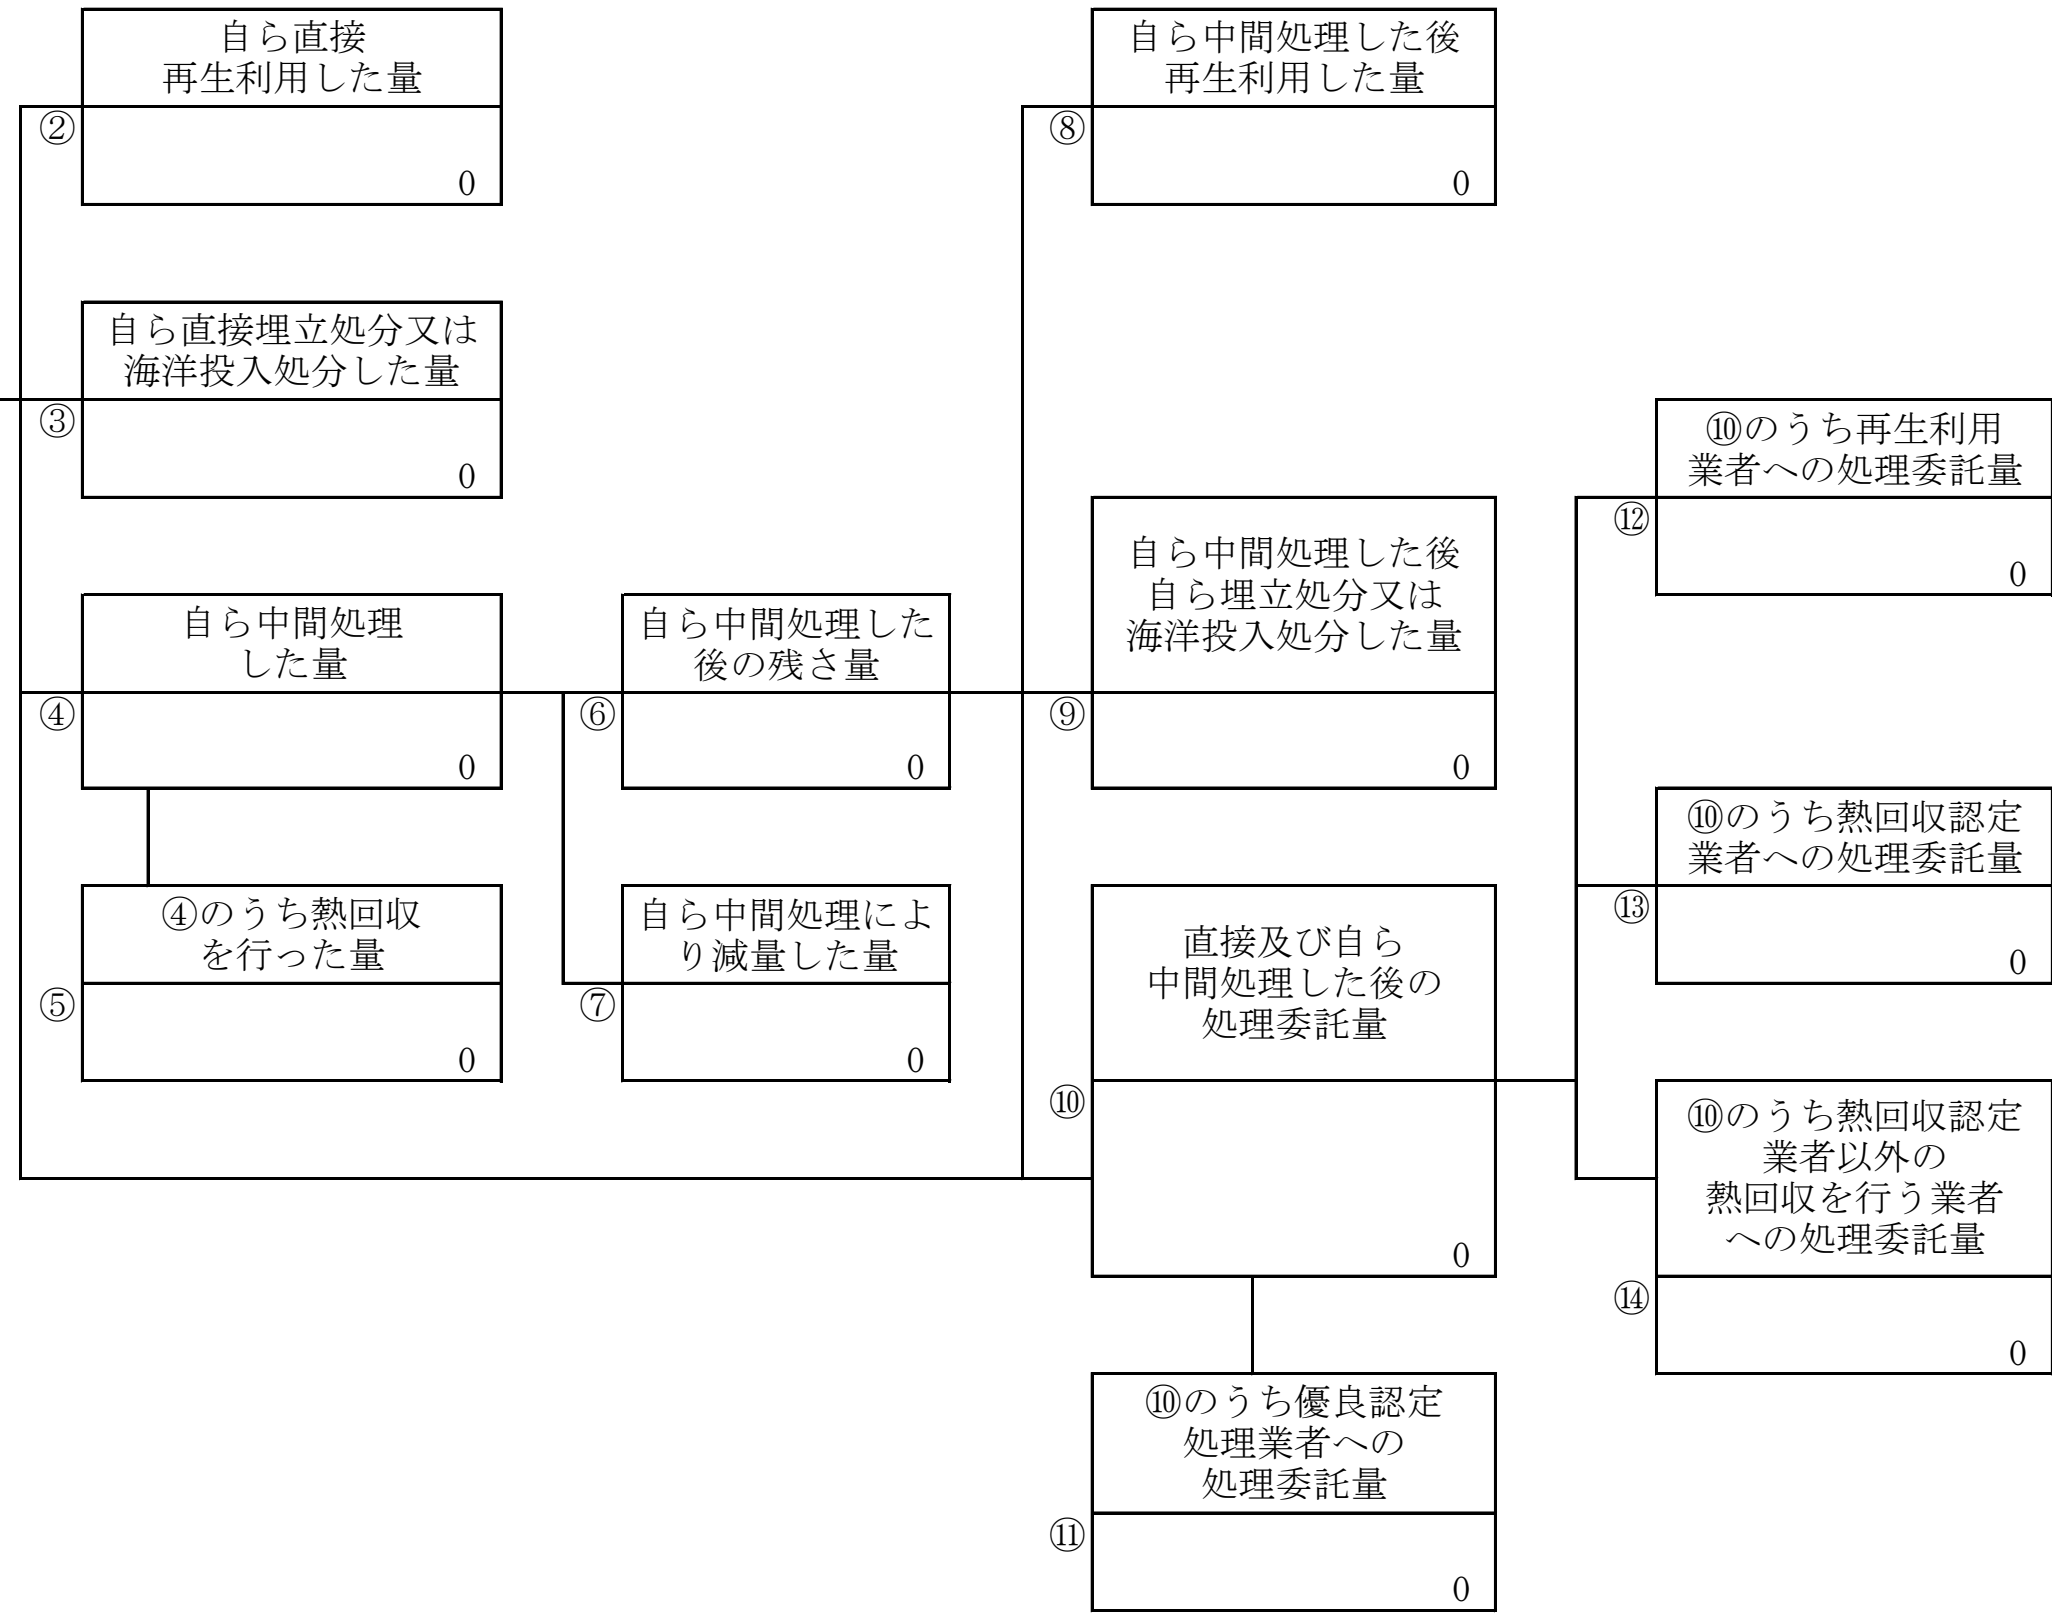 自ら直接
再生利用した量
②
0
自ら直接埋立処分又は
海洋投入処分した量
③
0
自ら中間処理
した量
④
0
④のうち熱回収
を行った量
⑤
0
自ら中間処理した
後の残さ量
⑥
0
自ら中間処理によ
り減量した量
⑦
0
自ら中間処理した後
再生利用した量
⑧
0
自ら中間処理した後
自ら埋立処分又は
海洋投入処分した量
⑨
0
直接及び自ら
中間処理した後の
処理委託量
⑩
0
⑩のうち優良認定
処理業者への
処理委託量
⑪
0
⑩のうち再生利用
業者への処理委託量
⑫
0
⑩のうち熱回収認定
業者への処理委託量
⑬
0
⑩のうち熱回収認定
業者以外の
熱回収を行う業者
への処理委託量
⑭
0